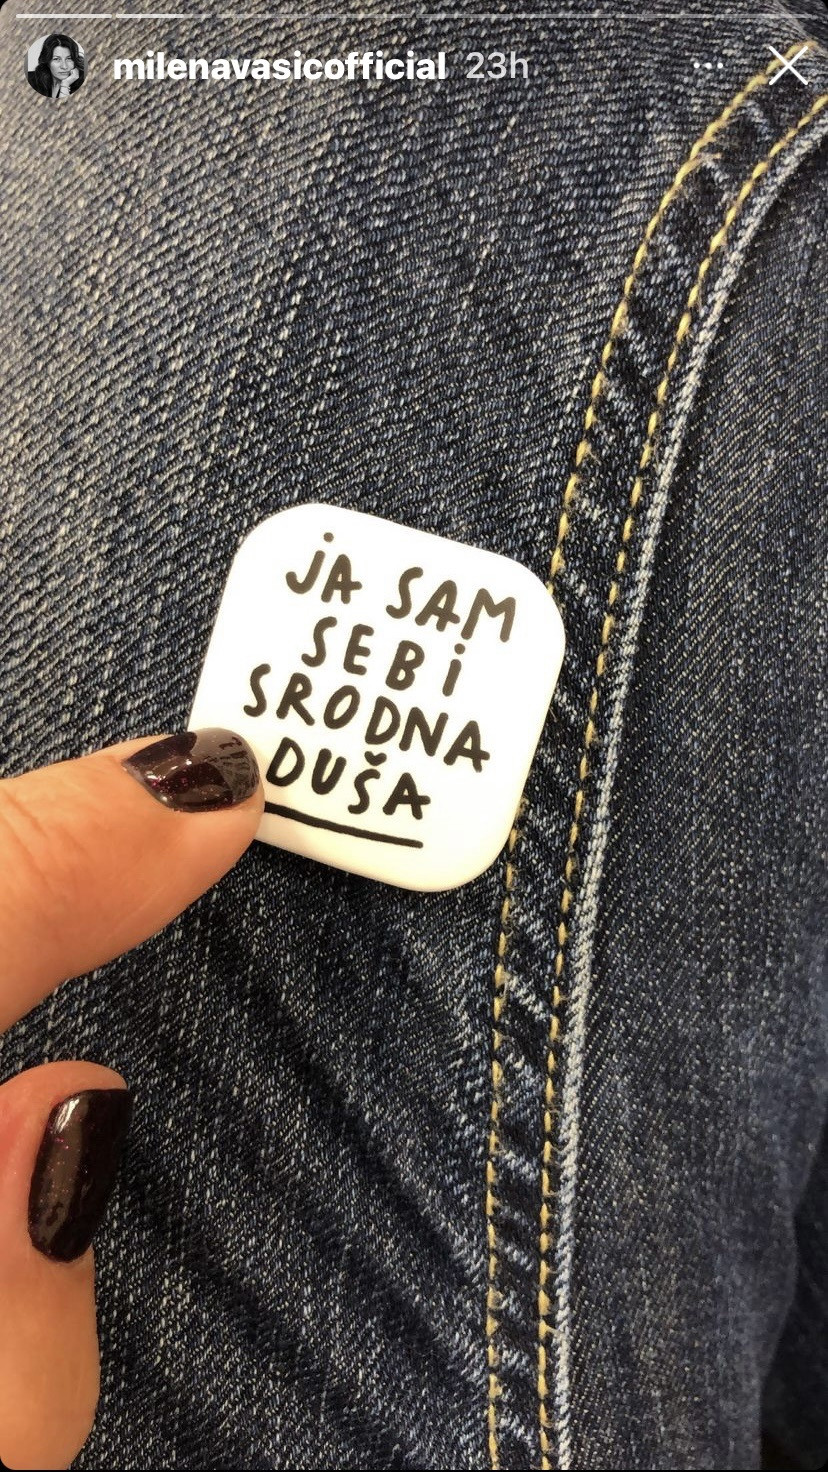 milenavasicofficial 23h
JA SAM
SEBI
SRODNA
DUŠA